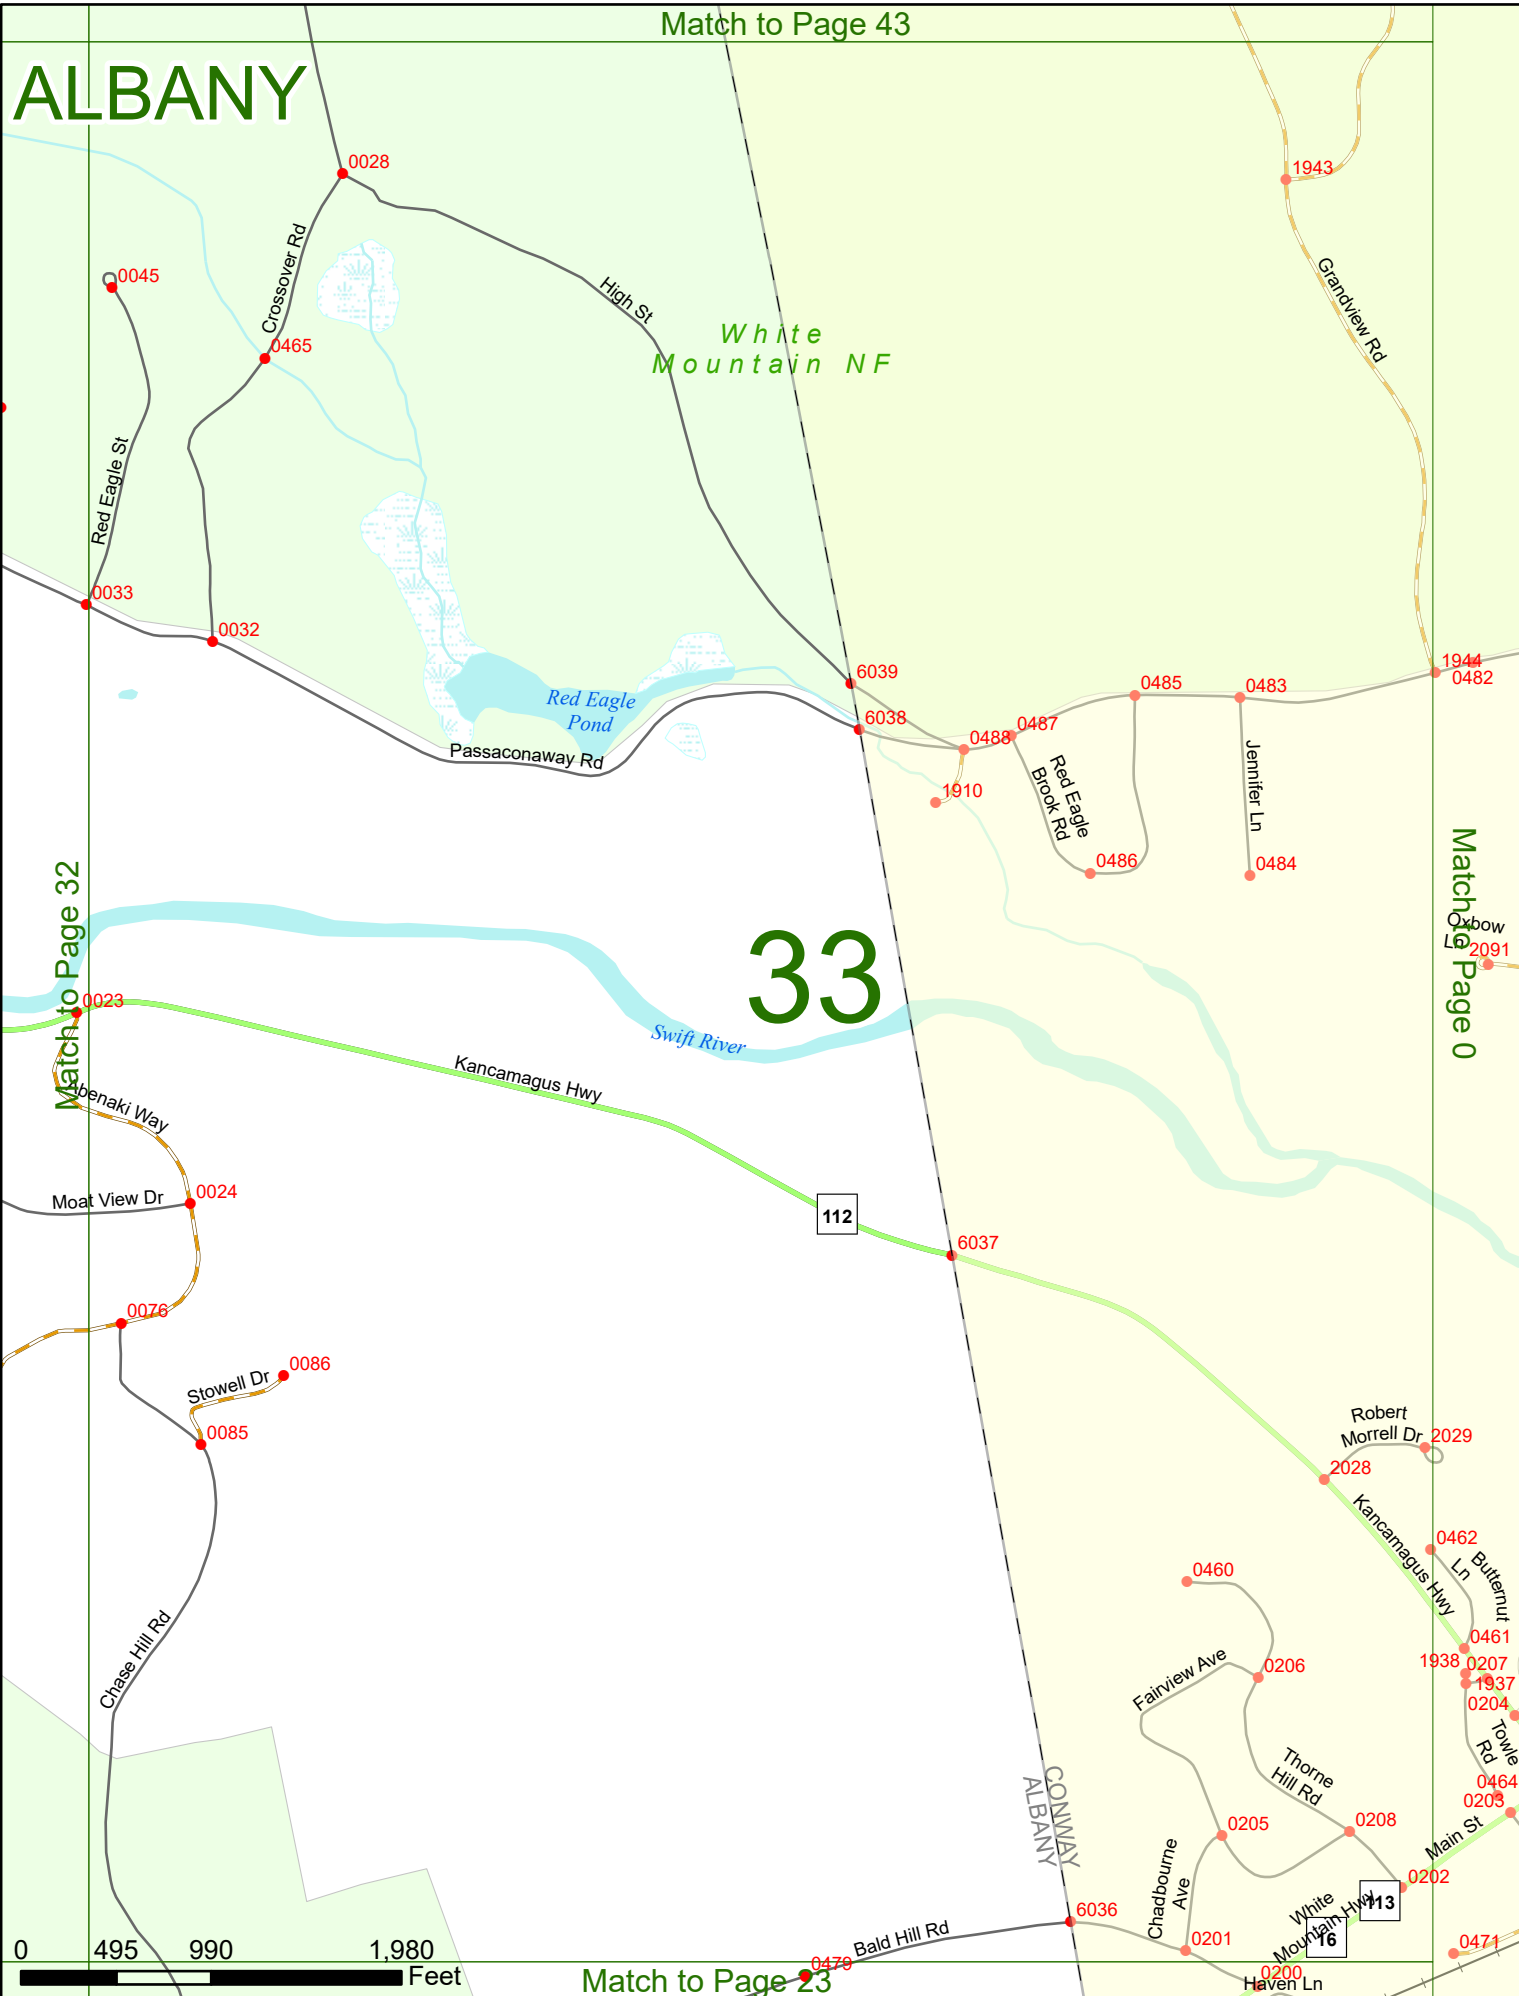 Match to Page 43
ALBANY
0028
1943
Crossover Rd
0045
High St
Grandview Rd
White
Mountain NF
0465
Red Eagle St
0033
0032
6039
1944
0482
0485
0483
Red Eagle
Pond
6038
0487
0488
Passaconaway Rd
Red Eagle
Brook Rd
Jennifer Ln
1910
0486
0484
Match to Page 32
Match to Page 0
33
Oxbow
Ln
2091
0023
Swift River
Kancamagus Hwy
Abenaki Way
Moat View Dr
0024
112
6037
0076
0086
Stowell Dr
0085
Robert
Morrell Dr
2029
2028
Kancamagus Hwy
0462
Butternut
Ln
0460
0461
Chase Hill Rd
Fairview Ave
0206
1938
0207
1937
0204
Towle
Rd
Thorne
Hill Rd
0464
0203
CONWAY
ALBANY
0205
0208
Main St
Chadbourne
Ave
0202
113
White
Mountain Hwy
16
6036
Bald Hill Rd
0201
0471
0479
0200
Haven Ln
0 495 990 1,980
Feet
Match to Page 23